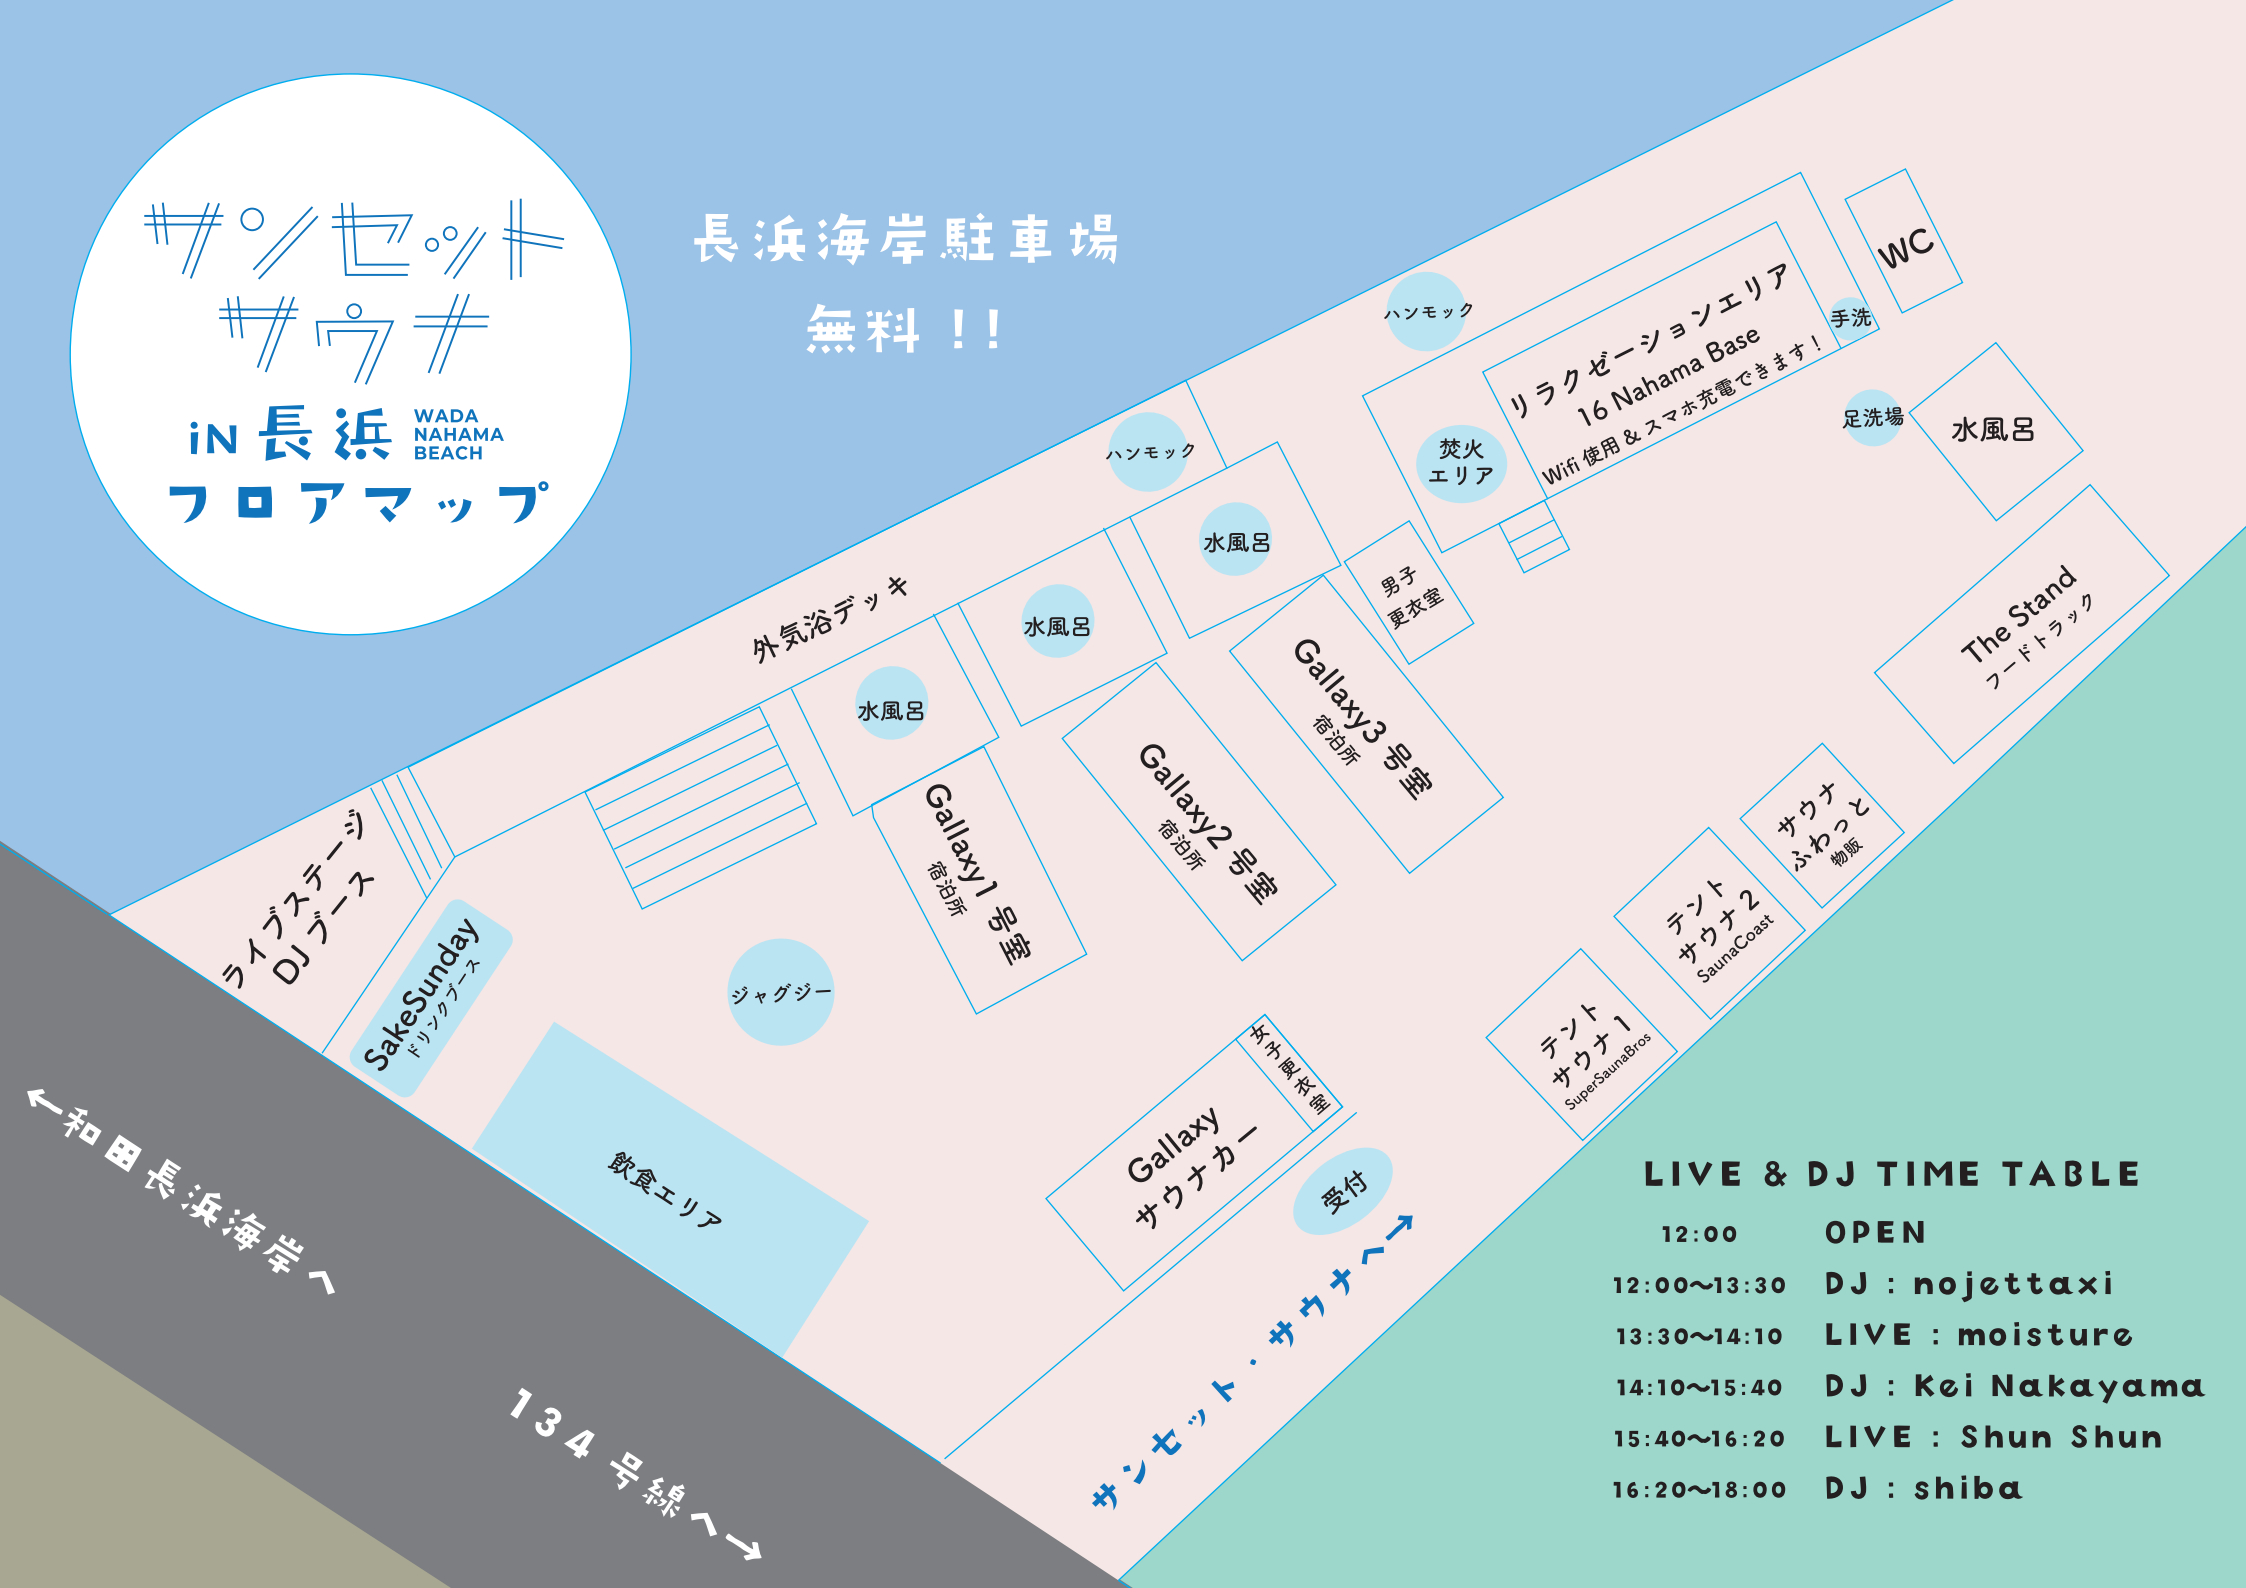 サンセット
サウナ
iN 長浜
WADA
NAHAMA
BEACH
フロアマップ
長浜海岸駐車場
無料！！
ハンモック
ハンモック
リラクゼーションエリア
16 Nahama Base
Wifi 使用 & スマホ充電できます！
WC
手洗
足洗場
水風呂
焚火
エリア
男子
更衣室
水風呂
水風呂
水風呂
外気浴デッキ
The Stand
フードトラック
Gallaxy3 号室
宿泊所
Gallaxy2 号室
宿泊所
Gallaxy1 号室
宿泊所
サウナ
ふわっと
物販
テント
サウナ 2
SaunaCoast
テント
サウナ 1
SuperSaunaBros
ライブステージ
DJ ブース
SakeSunday
ドリンクブース
ジャグジー
飲食エリア
女子更衣室
Gallaxy
サウナカー
受付
サンセット・サウナへ→
←和田長浜海岸へ
134 号線へ→
LIVE & DJ TIME TABLE
12:00 OPEN
12:00〜13:30 DJ : nojettaxi
13:30〜14:10 LIVE : moisture
14:10〜15:40 DJ : Kei Nakayama
15:40〜16:20 LIVE : Shun Shun
16:20〜18:00 DJ : shiba